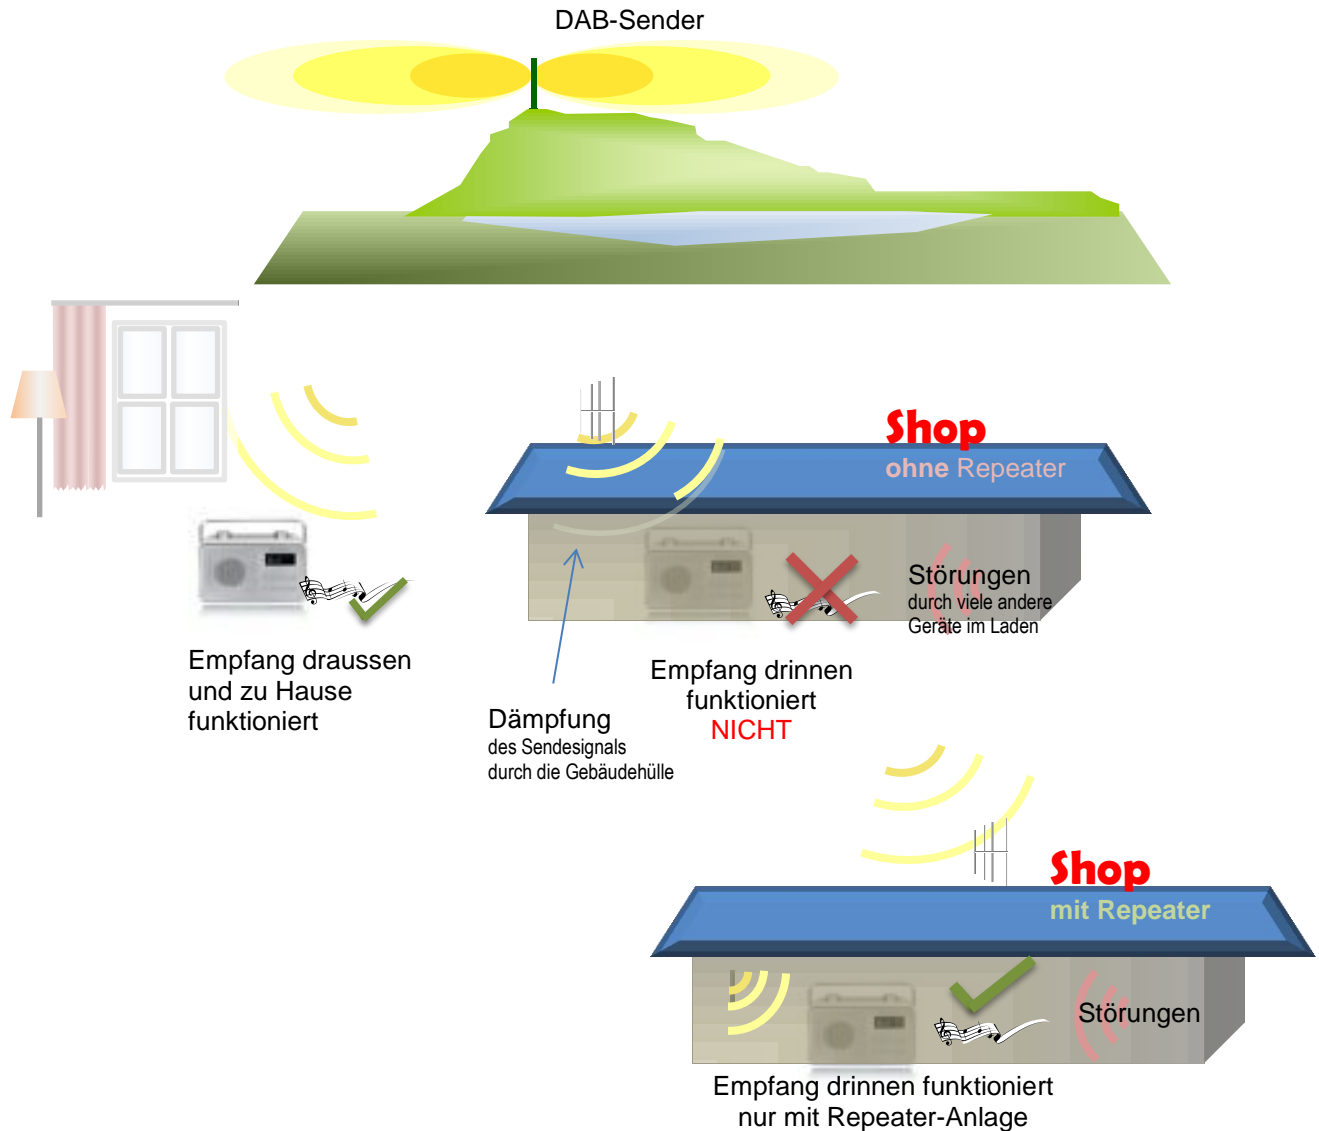 DAB-Sender
Shop
ohne Repeater
Störungen
durch viele andere
Geräte im Laden
Empfang draussen
und zu Hause
funktioniert
Empfang drinnen
funktioniert
NICHT
Dämpfung
des Sendesignals
durch die Gebäudehülle
Shop
mit Repeater
Störungen
Empfang drinnen funktioniert
nur mit Repeater-Anlage